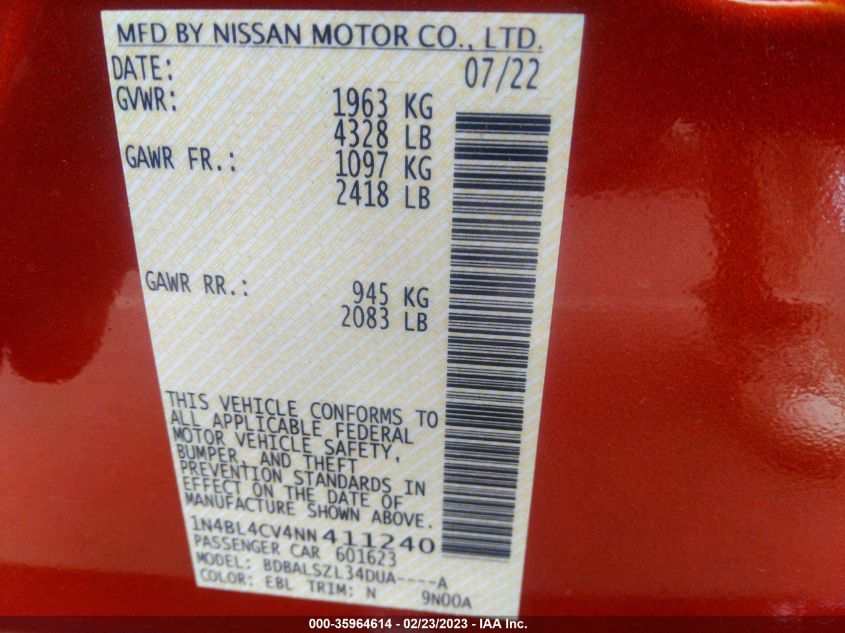 MFD BY NISSAN MOTOR CO., LTD.
DATE: 07/22
GVWR: 1963 KG
4328 LB
GAWR FR.: 1097 KG
2418 LB
GAWR RR.: 945 KG
2083 LB
THIS VEHICLE CONFORMS TO
ALL APPLICABLE FEDERAL
MOTOR VEHICLE SAFETY,
BUMPER, AND THEFT
PREVENTION STANDARDS IN
EFFECT ON THE DATE OF
MANUFACTURE SHOWN ABOVE.
1N4BL4CV4NN411240
PASSENGER CAR 601623
MODEL: BDBALSZL34DUA----A
COLOR: EBL TRIM: N 9N00A
000-35964614 - 02/23/2023 - IAA Inc.